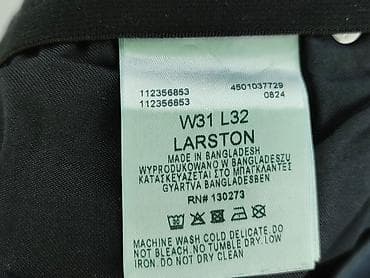 112356853 4501037729
112356853 0824
W31 L32
LARSTON
MADE IN BANGLADESH
WYPRODUKOWANO W BANGLADESZU
ΚΑΤΑΣΚΕΥΑΖΕΤΑΙ ΣΤΟ ΜΠΑΓΚΛΑΝΤΕΣ
GYÁRTVA BANGLADESBEN
RN# 130273
MACHINE WASH COLD DELICATE. DO
NOT BLEACH. NO TUMBLE DRY. LOW
IRON. DO NOT DRY CLEAN